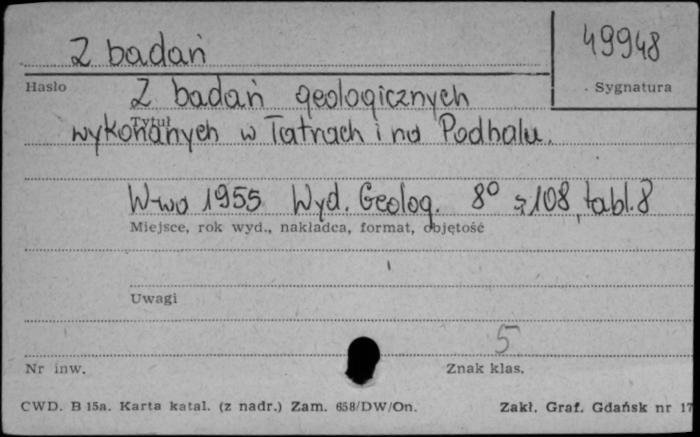 Z badań
49948
Hasło
Sygnatura
Z badań geologicznych
Tytuł
wykonanych w Tatrach i na Podhalu.
W-wa 1955 Wyd. Geolog. 8° s. 108, tabl. 8
Miejsce, rok wyd., nakładca, format, objętość
Uwagi
5
Nr inw.
Znak klas.
CWD. B 15a. Karta katal. (z nadr.) Zam. 658/DW/On.
Zakł. Graf. Gdańsk nr 17